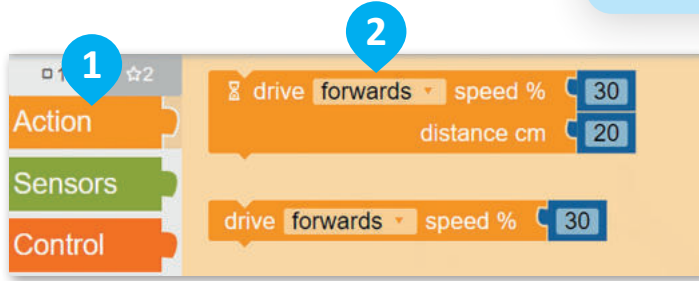 2
1
☆2
Action
Sensors
Control
drive forwards speed % 30
distance cm 20
drive forwards speed % 30